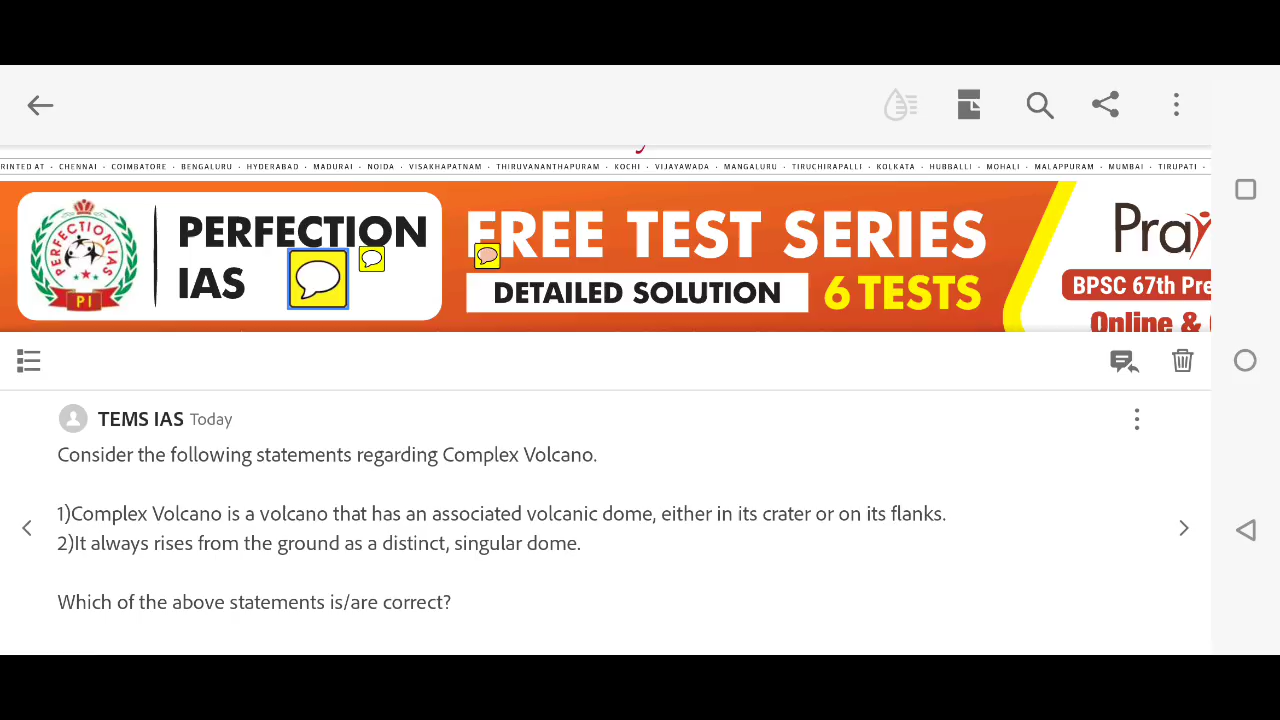 RINTED AT · CHENNAI · COIMBATORE · BENGALURU · HYDERABAD · MADURAI · NOIDA · VISAKHAPATNAM · THIRUVANANTHAPURAM · KOCHI · VIJAYAWADA · MANGALURU · TIRUCHIRAPALLI · KOLKATA · HUBBALLI · MOHALI · MALAPPURAM · MUMBAI · TIRUPATI ·
PERFECTION IAS
PI
PERFECTION
IAS
FREE TEST SERIES
DETAILED SOLUTION
6 TESTS
Pray
BPSC 67th Pre
Online &
TEMS IAS Today
Consider the following statements regarding Complex Volcano.
1)Complex Volcano is a volcano that has an associated volcanic dome, either in its crater or on its flanks.
2)It always rises from the ground as a distinct, singular dome.
Which of the above statements is/are correct?